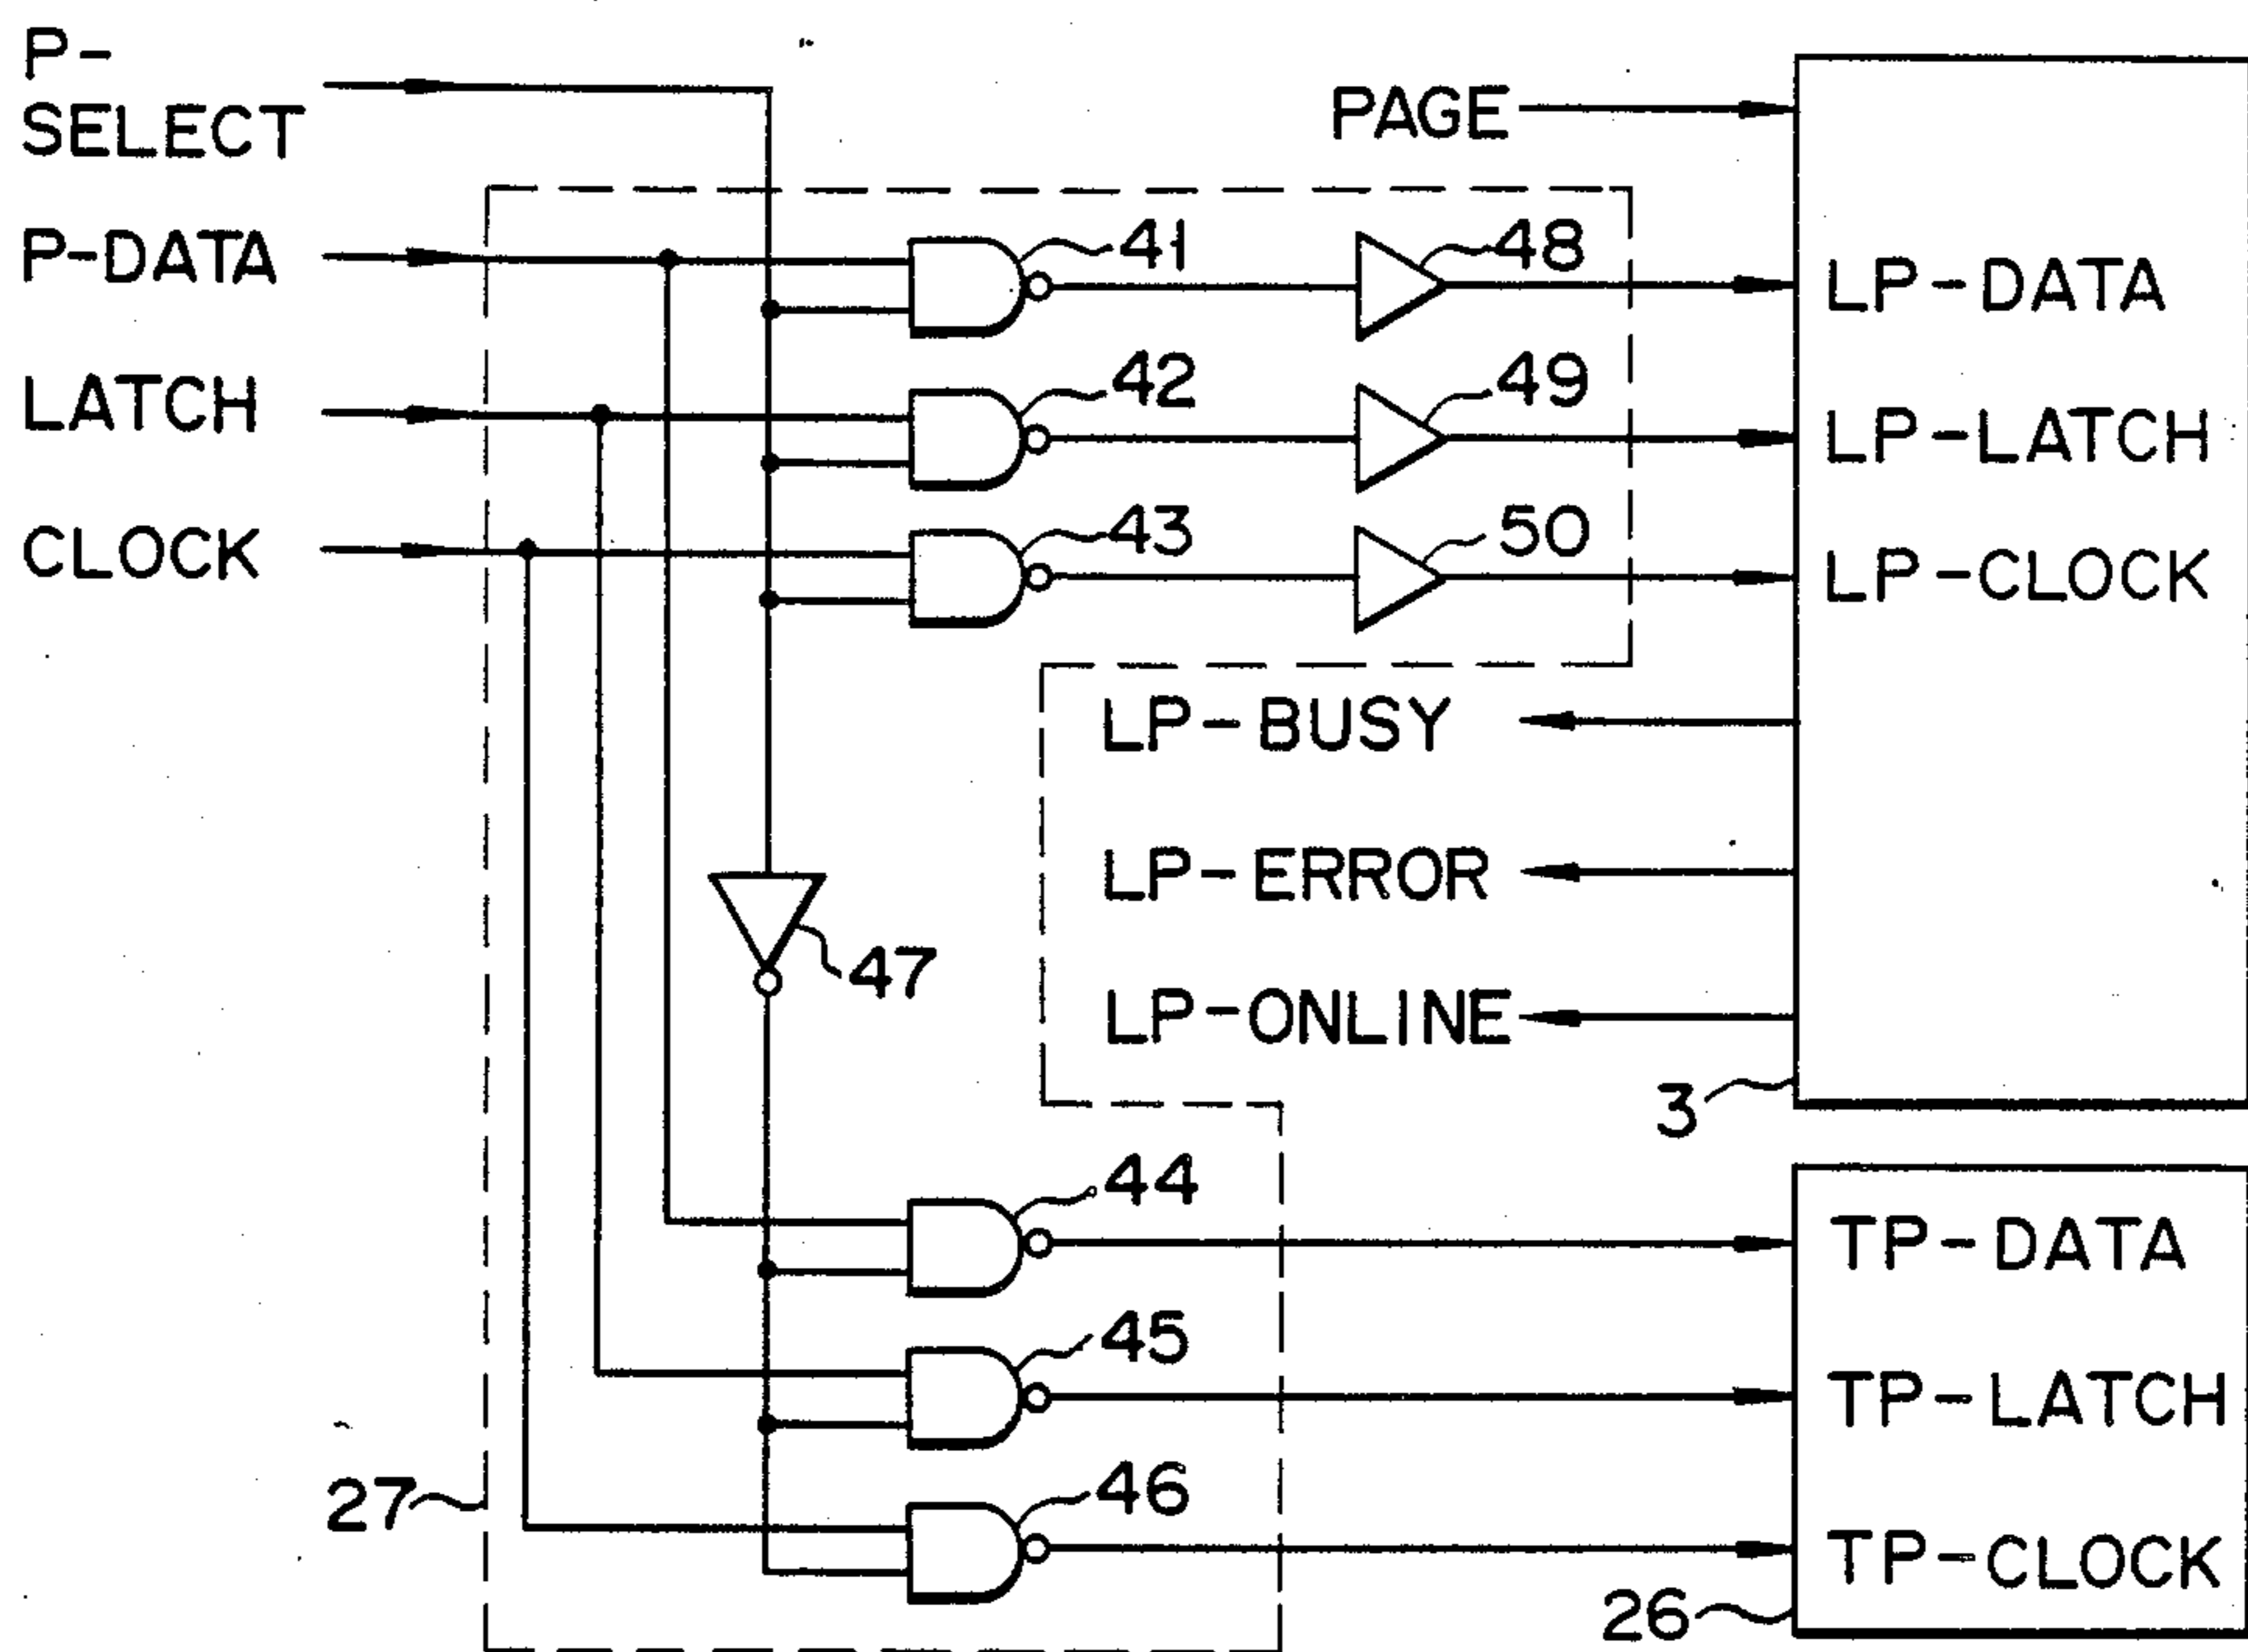 P-
SELECT
PAGE
P-DATA
41
48
LP-DATA
LATCH
42
49
LP-LATCH
CLOCK
43
50
LP-CLOCK
LP-BUSY
LP-ERROR
47
LP-ONLINE
3
44
TP-DATA
45
TP-LATCH
27
46
TP-CLOCK
26